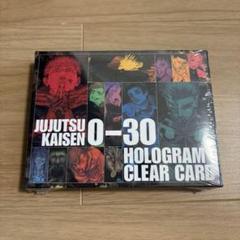 JUJUTSU
KAISEN 0-30
HOLOGRAM
CLEAR CARD